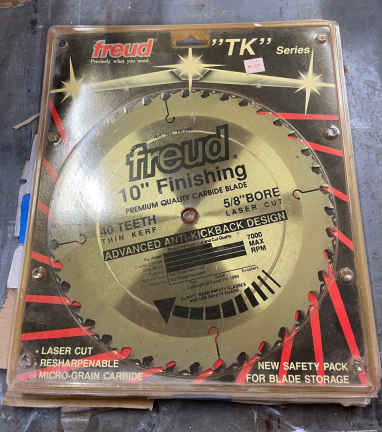 freud
Precisely what you need.
"TK" Series
freud
10" Finishing
PREMIUM QUALITY CARBIDE BLADE
40 TEETH
THIN KERF
5/8" BORE
LASER CUT
ADVANCED ANTI-KICKBACK DESIGN
7000
MAX
RPM
• LASER CUT
• RESHARPENABLE
• MICRO-GRAIN CARBIDE
NEW SAFETY PACK
FOR BLADE STORAGE